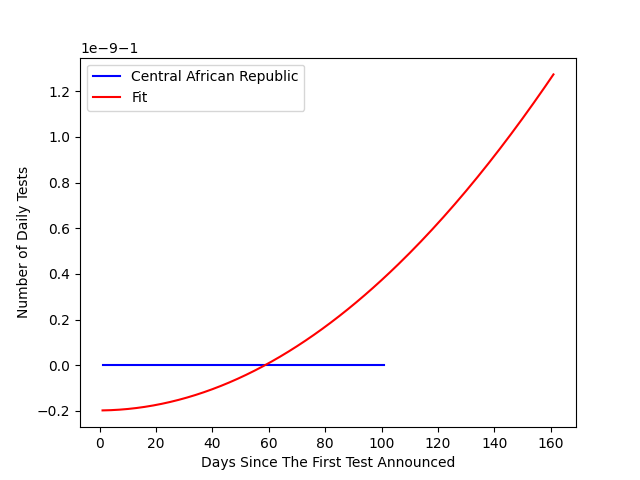 1e−9−1
Central African Republic
Fit
1.2
1.0
0.8
0.6
0.4
0.2
0.0
−0.2
Number of Daily Tests
0 20 40 60 80 100 120 140 160
Days Since The First Test Announced